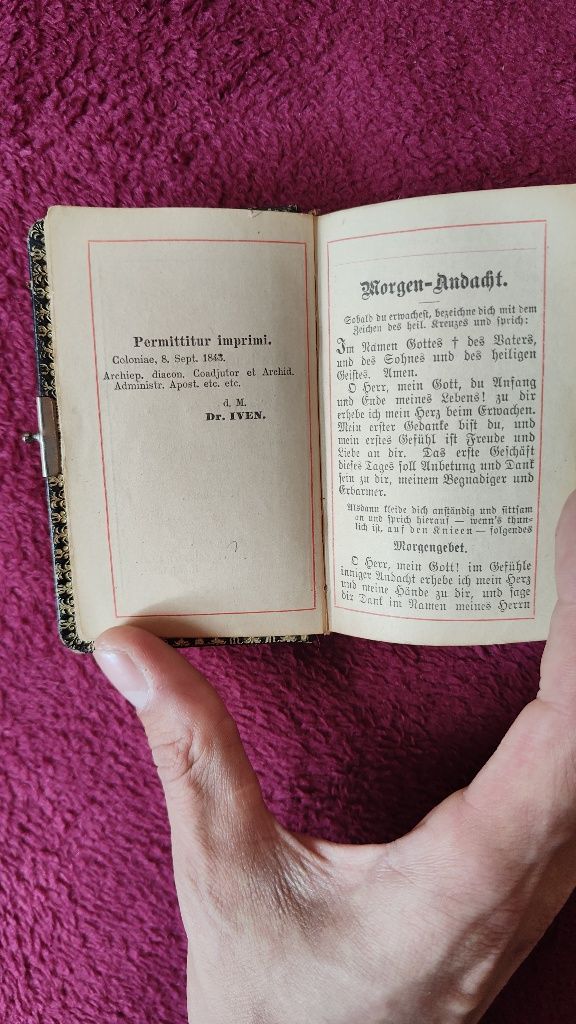 Permittitur imprimi.
Coloniae, 8. Sept. 1843.
Archiep. diacon. Coadjutor et Archid.
Administr. Apost. etc. etc.
d. M.
Dr. IVEN.
Morgen-Andacht.
Sobald du erwachest, bezeichne dich mit dem
Zeichen des heil. Kreuzes und sprich:
Im Namen Gottes † des Vaters,
und des Sohnes und des heiligen
Geistes. Amen.
O Herr, mein Gott, du Anfang
und Ende meines Lebens! zu dir
erhebe ich mein Herz beim Erwachen.
Mein erster Gedanke bist du, und
mein erstes Gefühl ist Freude und
Liebe an dir. Das erste Geschäft
dieses Tages soll Anbetung und Dank
sein zu dir, meinem Begnadiger und
Erbarmer.
Alsdann kleide dich anständig und sittsam
an und sprich hierauf — wenn's thun-
lich ist, auf den Knieen — folgendes
Morgengebet.
O Herr, mein Gott! im Gefühle
inniger Andacht erhebe ich mein Herz
und meine Hände zu dir, und sage
dir Dank im Namen meines Herrn